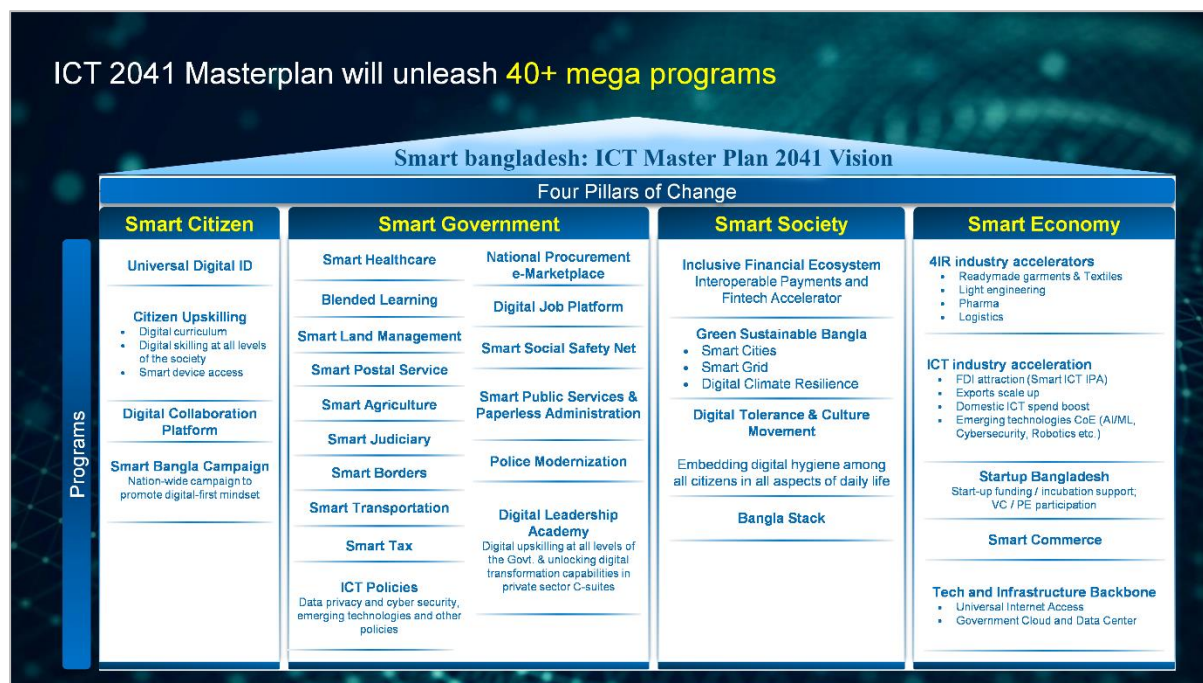 ICT 2041 Masterplan will unleash 40+ mega programs
Smart bangladesh: ICT Master Plan 2041 Vision
Four Pillars of Change
Programs
Smart Citizen
Universal Digital ID
Citizen Upskilling
• Digital curriculum
• Digital skilling at all levels
of the society
• Smart device access
Digital Collaboration
Platform
Smart Bangla Campaign
Nation-wide campaign to
promote digital-first mindset
Smart Government
Smart Healthcare
Blended Learning
Smart Land Management
Smart Postal Service
Smart Agriculture
Smart Judiciary
Smart Borders
Smart Transportation
Smart Tax
ICT Policies
Data privacy and cyber security,
emerging technologies and other
policies
National Procurement
e-Marketplace
Digital Job Platform
Smart Social Safety Net
Smart Public Services &
Paperless Administration
Police Modernization
Digital Leadership
Academy
Digital upskilling at all levels of
the Govt. & unlocking digital
transformation capabilities in
private sector C-suites
Smart Society
Inclusive Financial Ecosystem
Interoperable Payments and
Fintech Accelerator
Green Sustainable Bangla
• Smart Cities
• Smart Grid
• Digital Climate Resilience
Digital Tolerance & Culture
Movement
Embedding digital hygiene among
all citizens in all aspects of daily life
Bangla Stack
Smart Economy
4IR industry accelerators
• Readymade garments & Textiles
• Light engineering
• Pharma
• Logistics
ICT industry acceleration
• FDI attraction (Smart ICT IPA)
• Exports scale up
• Domestic ICT spend boost
• Emerging technologies CoE (AI/ML,
Cybersecurity, Robotics etc.)
Startup Bangladesh
Start-up funding / incubation support;
VC / PE participation
Smart Commerce
Tech and Infrastructure Backbone
• Universal Internet Access
• Government Cloud and Data Center